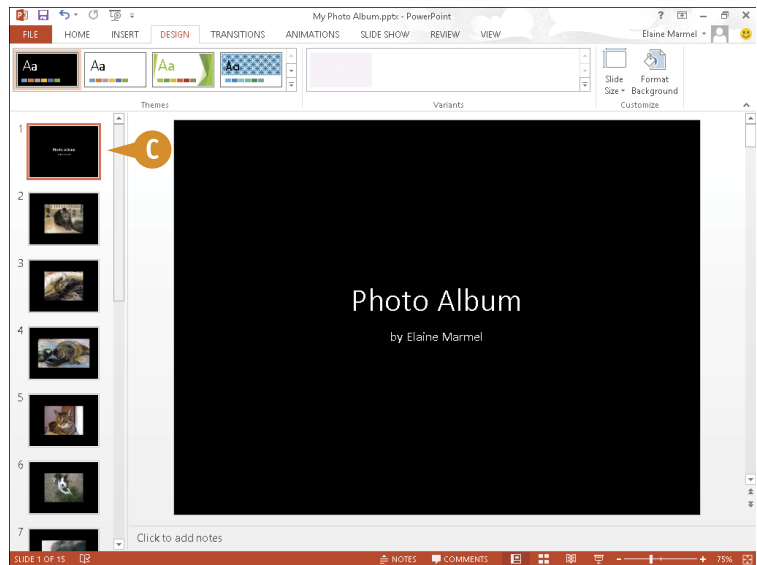 My Photo Album.pptx - PowerPoint
?
FILE HOME INSERT DESIGN TRANSITIONS ANIMATIONS SLIDE SHOW REVIEW VIEW Elaine Marmel
Aa Aa Aa Aa
Slide Size
Format Background
Themes Variants Customize
1
Photo Album
C
2
3
4
5
6
7
Photo Album
by Elaine Marmel
Click to add notes
SLIDE 1 OF 15 NOTES COMMENTS 75%